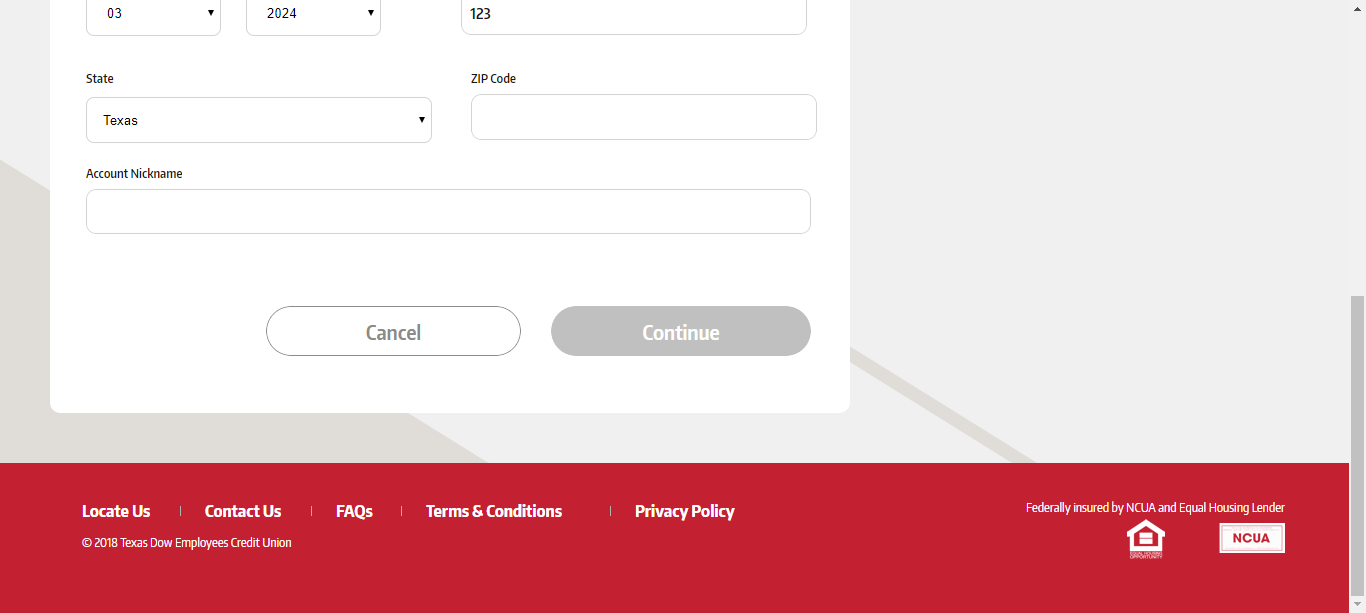 03 2024 123
State ZIP Code
Texas
Account Nickname
Cancel Continue
Locate Us Contact Us FAQs Terms & Conditions Privacy Policy
© 2018 Texas Dow Employees Credit Union
Federally insured by NCUA and Equal Housing Lender
EQUAL HOUSING
OPPORTUNITY
NCUA